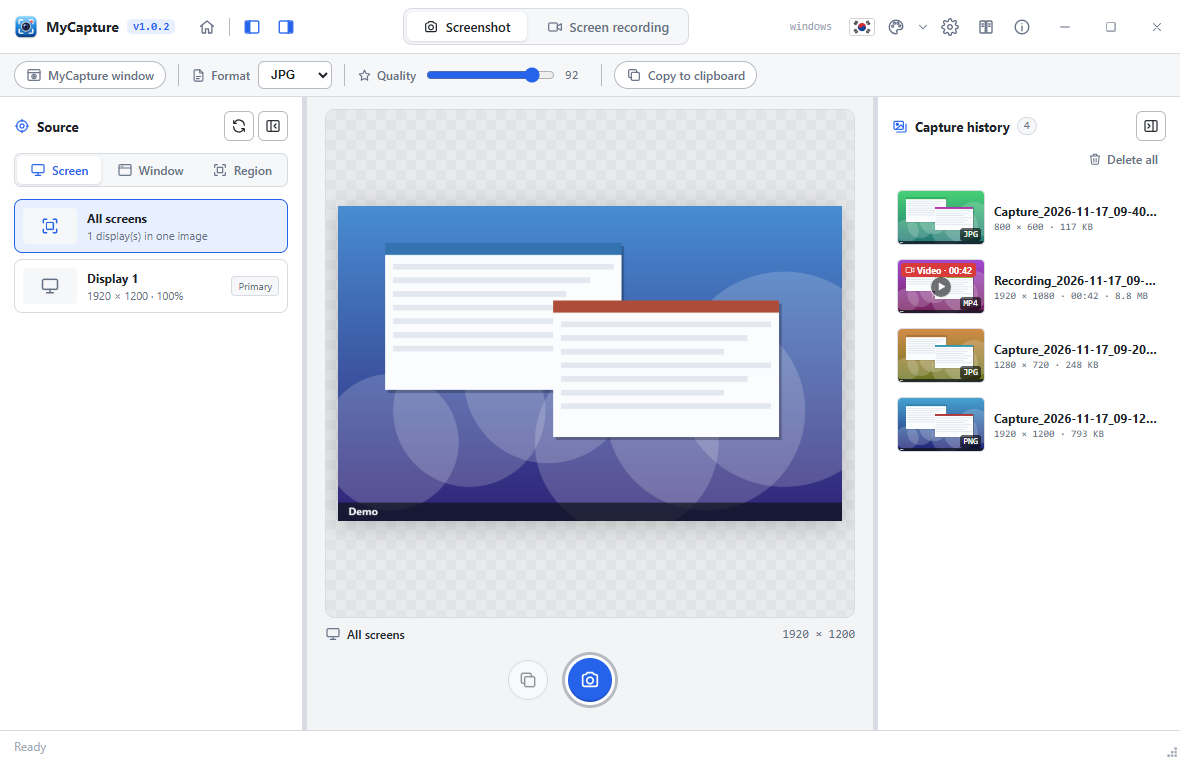 MyCapture v1.0.2
Screenshot
Screen recording
windows
MyCapture window
Format
JPG
Quality
92
Copy to clipboard
Source
Screen
Window
Region
All screens
1 display(s) in one image
Display 1
1920 × 1200 · 100%
Primary
Demo
All screens
1920 × 1200
Capture history 4
Delete all
JPG
Capture_2026-11-17_09-40...
800 × 600 · 117 KB
Video · 00:42
MP4
Recording_2026-11-17_09-...
1920 × 1080 · 00:42 · 8.8 MB
JPG
Capture_2026-11-17_09-20...
1280 × 720 · 248 KB
PNG
Capture_2026-11-17_09-12...
1920 × 1200 · 793 KB
Ready